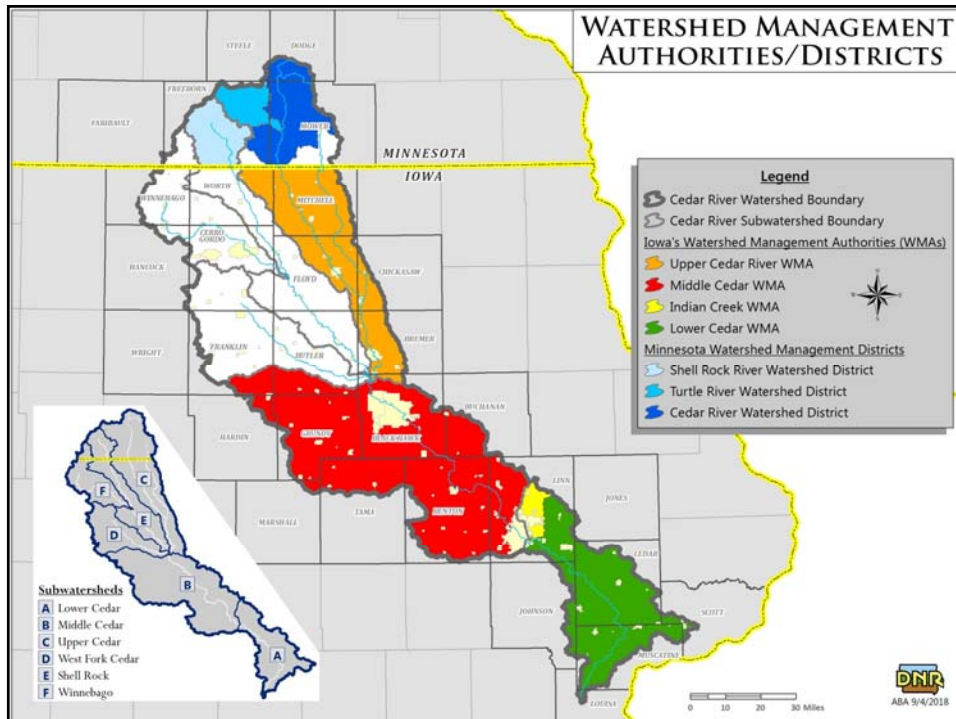 WATERSHED MANAGEMENT
AUTHORITIES/DISTRICTS
STEELE
DODGE
FREEBORN
FARIBAULT
MOWER
MINNESOTA
IOWA
WORTH
WINNEBAGO
MITCHELL
CERRO
GORDO
HANCOCK
FLOYD
CHICKASAW
WRIGHT
FRANKLIN
BUTLER
BREMER
HARDIN
GRUNDY
BLACK HAWK
BUCHANAN
MARSHALL
TAMA
BENTON
LINN
JONES
JOHNSON
CEDAR
SCOTT
MUSCATINE
LOUISA
Legend
Cedar River Watershed Boundary
Cedar River Subwatershed Boundary
Iowa's Watershed Management Authorities (WMAs)
Upper Cedar River WMA
Middle Cedar WMA
Indian Creek WMA
Lower Cedar WMA
Minnesota Watershed Management Districts
Shell Rock River Watershed District
Turtle River Watershed District
Cedar River Watershed District
C
F
E
D
B
A
Subwatersheds
A Lower Cedar
B Middle Cedar
C Upper Cedar
D West Fork Cedar
E Shell Rock
F Winnebago
0 5 10 20 30 Miles
DNR
ABA 9/4/2018